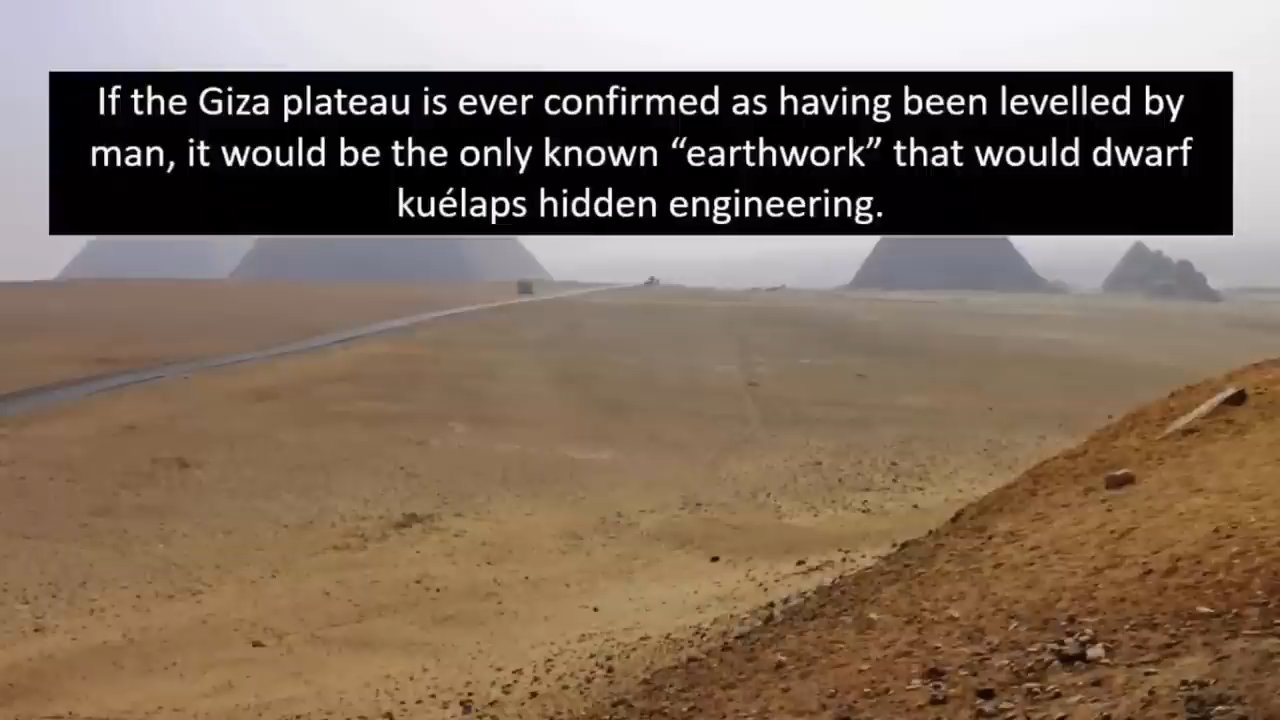 If the Giza plateau is ever confirmed as having been levelled by
man, it would be the only known “earthwork” that would dwarf
kuélaps hidden engineering.